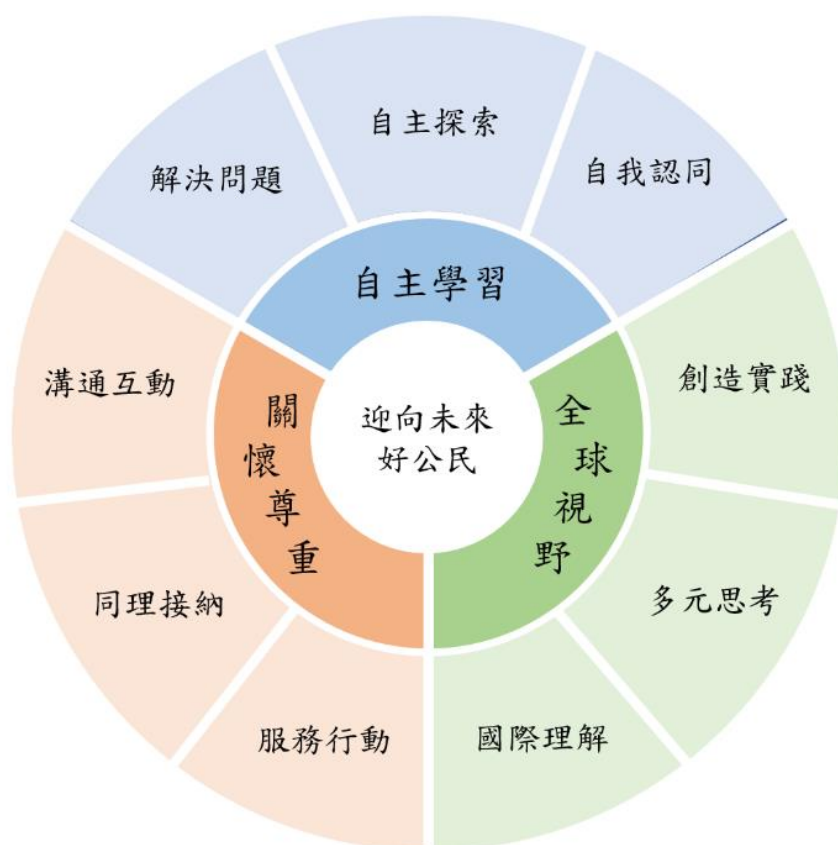 自主探索
解決問題
自我認同
自主學習
溝通互動
創造實踐
關懷尊重
迎向未來
好公民
全球視野
同理接納
多元思考
服務行動
國際理解